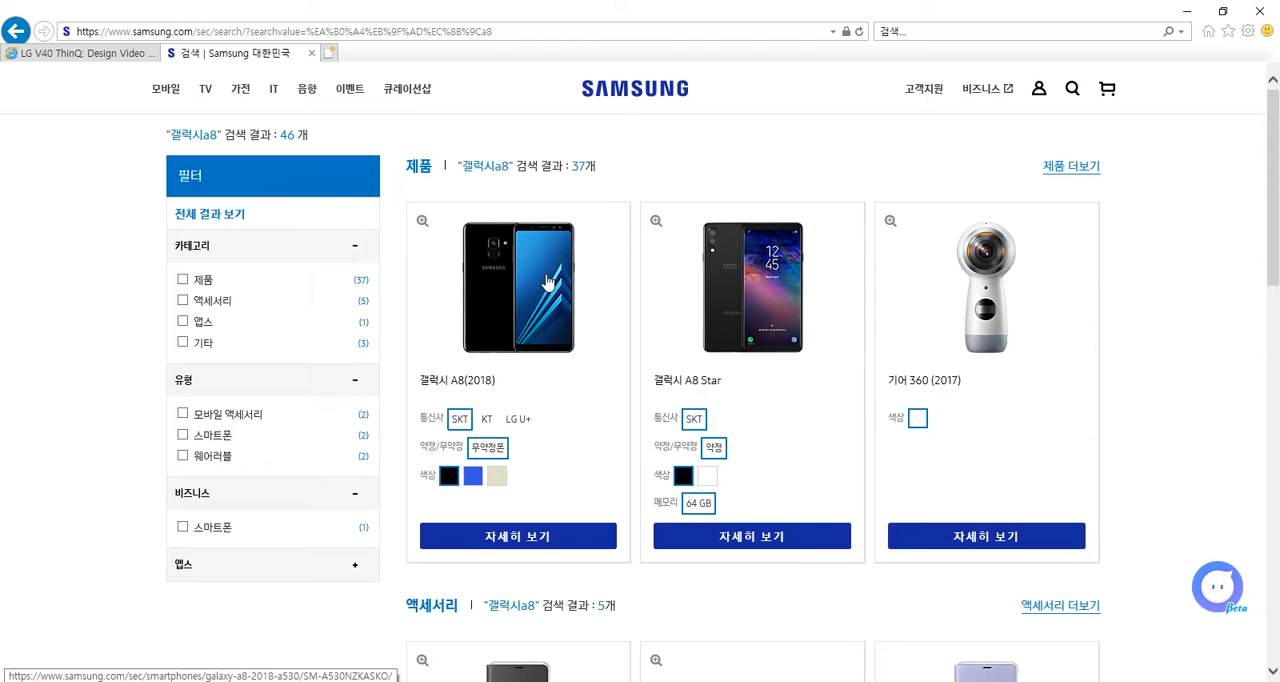 https://www.samsung.com/sec/search/?searchvalue=%EA%B0%A4%EB%9F%AD%EC%8B%9Ca8
검색...
LG V40 ThinQ: Design Video ...
검색 | Samsung 대한민국
모바일 TV 가전 IT 음향 이벤트 큐레이션샵
SAMSUNG
고객지원 비즈니스
"갤럭시a8" 검색 결과 : 46 개
필터
전체 결과 보기
카테고리 -
제품 (37)
액세서리 (5)
앱스 (1)
기타 (3)
유형 -
모바일 액세서리 (2)
스마트폰 (2)
웨어러블 (2)
비즈니스 -
스마트폰 (1)
앱스 +
제품 | "갤럭시a8" 검색 결과 : 37개
제품 더보기
SAMSUNG
12
45
갤럭시 A8(2018)
통신사 SKT KT LG U+
약정/무약정 무약정폰
색상
자세히 보기
갤럭시 A8 Star
통신사 SKT
약정/무약정 약정
색상
메모리 64 GB
자세히 보기
기어 360 (2017)
색상
자세히 보기
액세서리 | "갤럭시a8" 검색 결과 : 5개
액세서리 더보기
Beta
https://www.samsung.com/sec/smartphones/galaxy-a8-2018-a530/SM-A530NZKASKO/